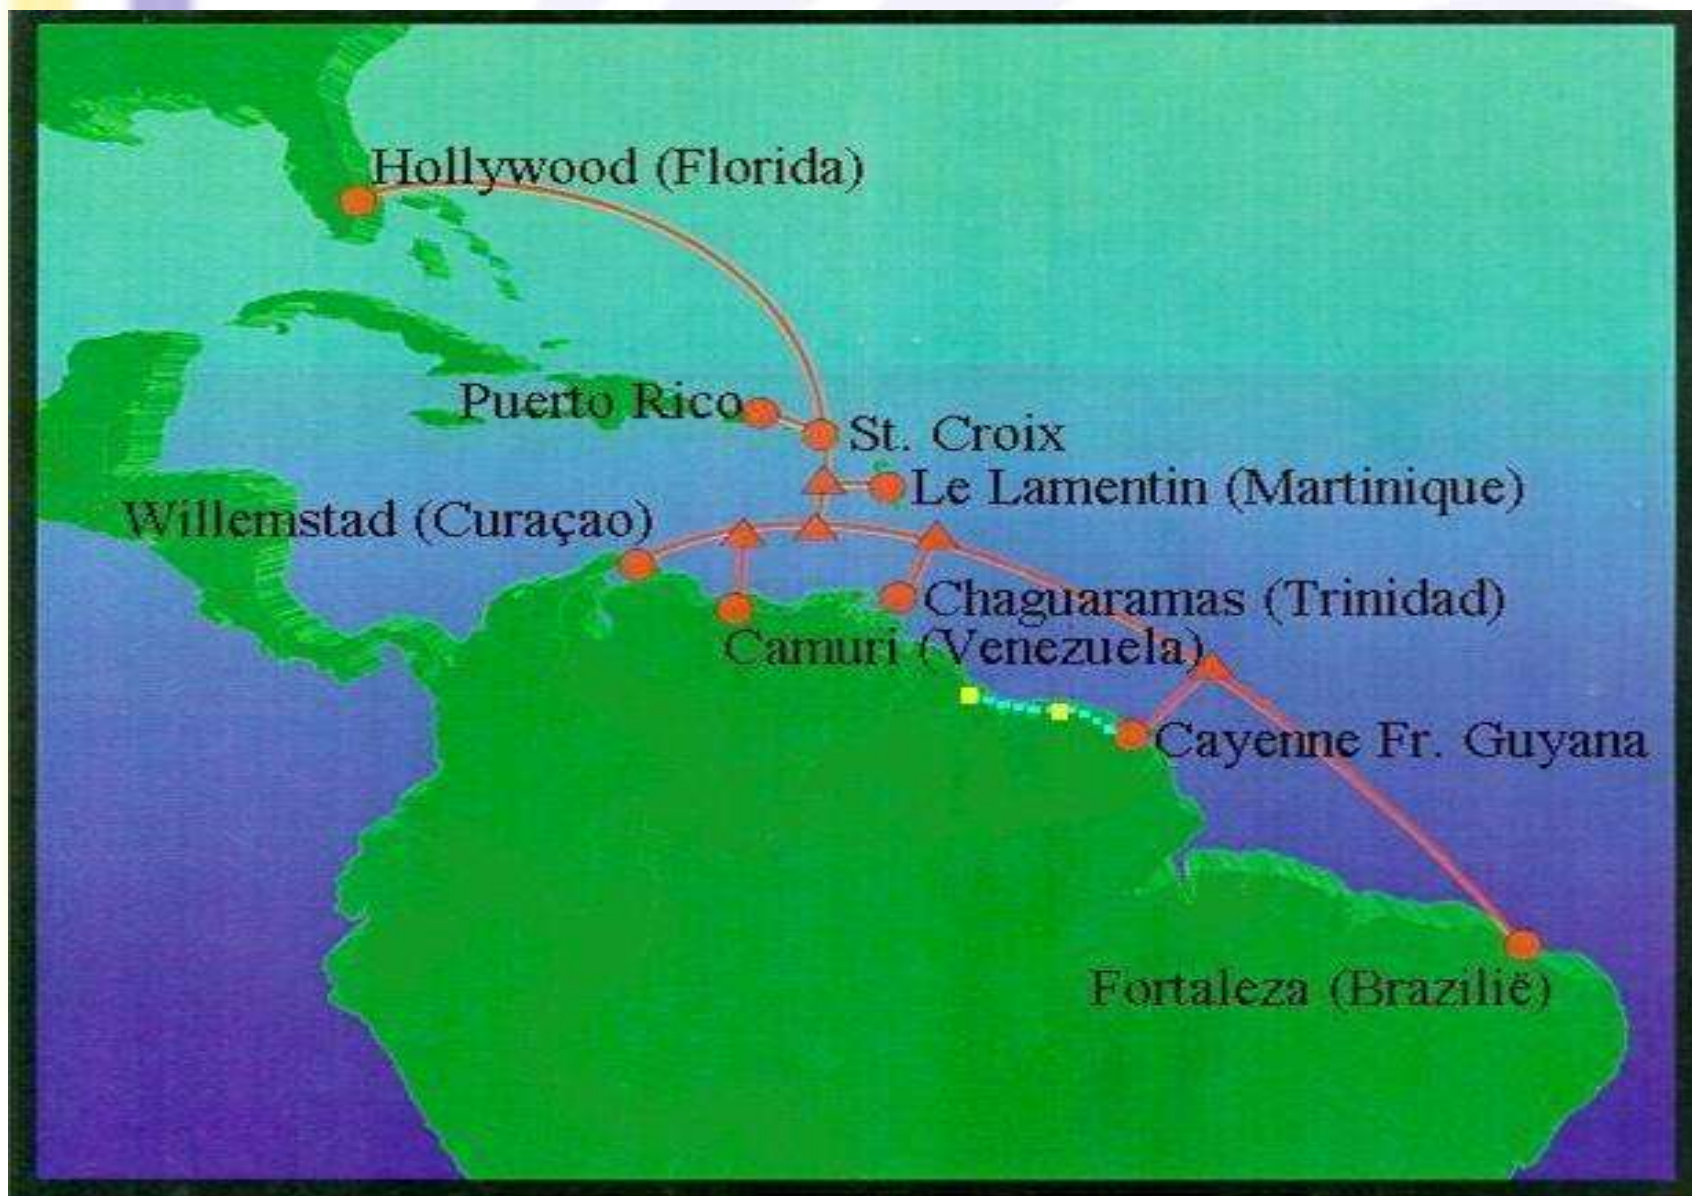 Hollywood (Florida)
Puerto Rico
St. Croix
Le Lamentin (Martinique)
Willemstad (Curaçao)
Chaguaramas (Trinidad)
Camuri (Venezuela)
Cayenne Fr. Guyana
Fortaleza (Brazilië)